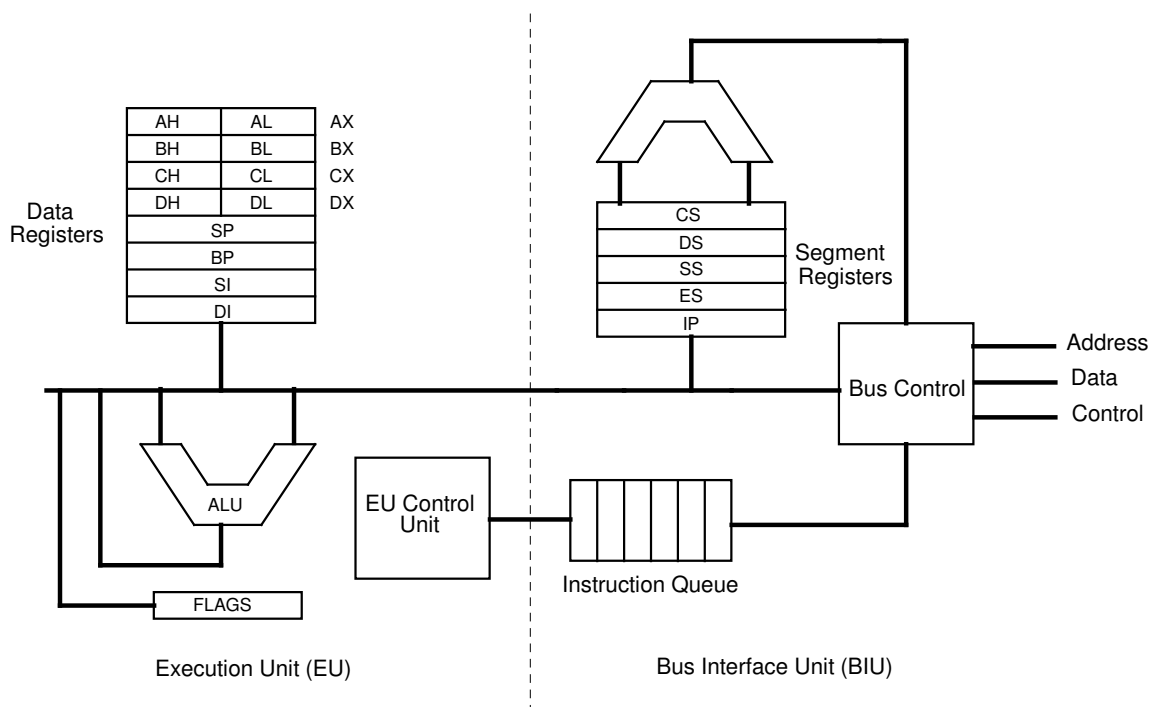 AH AL AX
BH BL BX
CH CL CX
DH DL DX
Data
Registers
SP
BP
SI
DI
CS
DS
SS
ES
IP
Segment
Registers
Address
Data
Control
Bus Control
ALU
EU Control
Unit
Instruction Queue
FLAGS
Execution Unit (EU)
Bus Interface Unit (BIU)